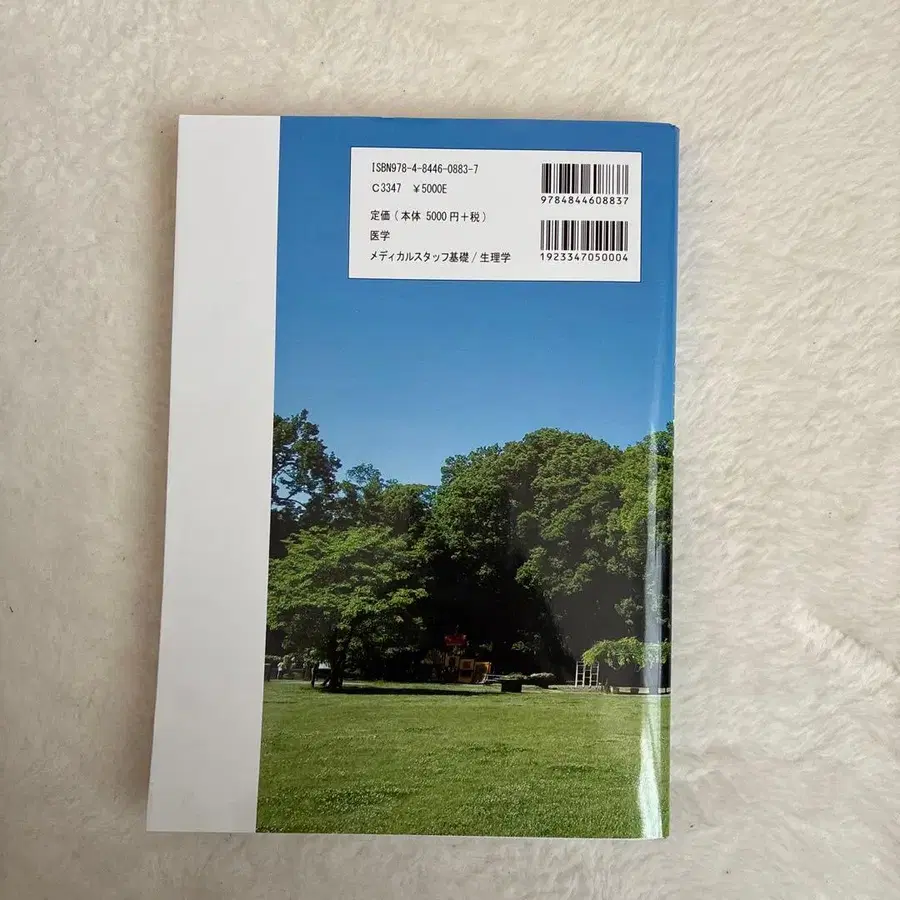 ISBN978-4-8446-0883-7
C3347 ¥5000E
定価(本体 5000円+税)
医学
メディカルスタッフ基礎/生理学
9784844608837
1923347050004